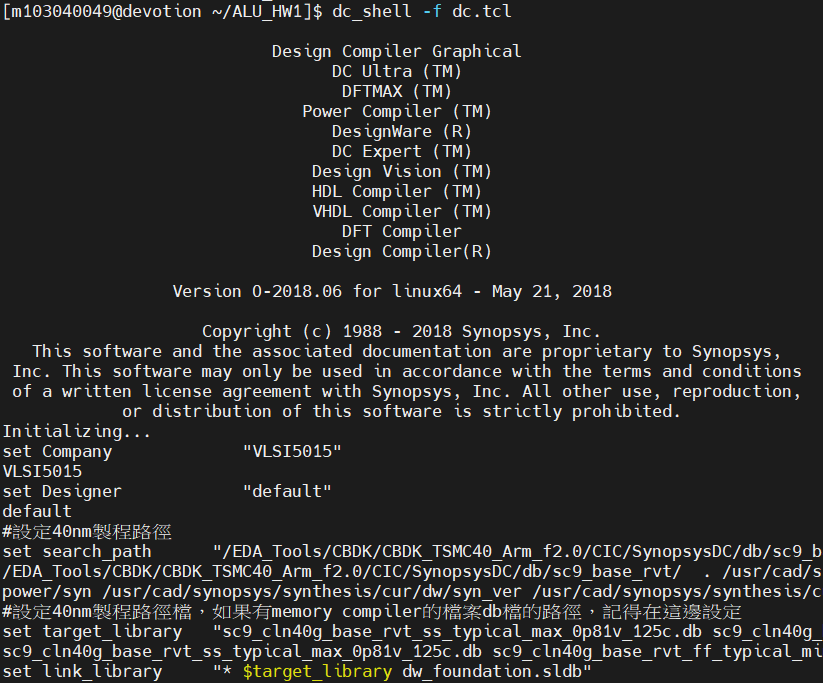 [m103040049@devotion ~/ALU_HW1]$ dc_shell -f dc.tcl
Design Compiler Graphical
DC Ultra (TM)
DFTMAX (TM)
Power Compiler (TM)
DesignWare (R)
DC Expert (TM)
Design Vision (TM)
HDL Compiler (TM)
VHDL Compiler (TM)
DFT Compiler
Design Compiler(R)
Version O-2018.06 for linux64 - May 21, 2018
Copyright (c) 1988 - 2018 Synopsys, Inc.
This software and the associated documentation are proprietary to Synopsys,
Inc. This software may only be used in accordance with the terms and conditions
of a written license agreement with Synopsys, Inc. All other use, reproduction,
or distribution of this software is strictly prohibited.
Initializing...
set Company "VLSI5015"
VLSI5015
set Designer "default"
default
#設定40nm製程路徑
set search_path "/EDA_Tools/CBDK/CBDK_TSMC40_Arm_f2.0/CIC/SynopsysDC/db/sc9_b
/EDA_Tools/CBDK/CBDK_TSMC40_Arm_f2.0/CIC/SynopsysDC/db/sc9_base_rvt/ . /usr/cad/s
power/syn /usr/cad/synopsys/synthesis/cur/dw/syn_ver /usr/cad/synopsys/synthesis/c
#設定40nm製程路徑檔，如果有memory compiler的檔案db檔的路徑，記得在這邊設定
set target_library "sc9_cln40g_base_rvt_ss_typical_max_0p81v_125c.db sc9_cln40g_
sc9_cln40g_base_rvt_ss_typical_max_0p81v_125c.db sc9_cln40g_base_rvt_ff_typical_mi
set link_library "* $target_library dw_foundation.sldb"